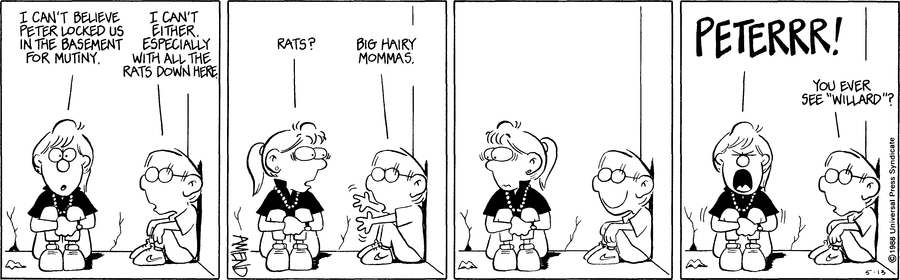 I CAN'T BELIEVE
PETER LOCKED US
IN THE BASEMENT
FOR MUTINY.
I CAN'T
EITHER.
ESPECIALLY
WITH ALL THE
RATS DOWN HERE.
RATS?
BIG HAIRY
MOMMAS.
AMEND
PETERRR!
YOU EVER
SEE "WILLARD"?
© 1988 Universal Press Syndicate
5-13